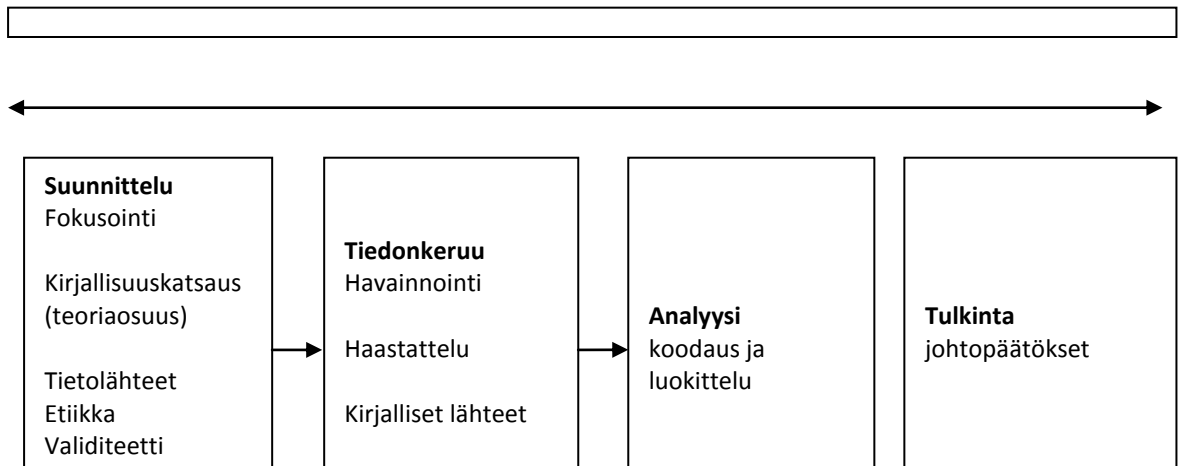 Suunnittelu
Fokusointi
Kirjallisuuskatsaus
(teoriaosuus)
Tietolähteet
Etiikka
Validiteetti
Tiedonkeruu
Havainnointi
Haastattelu
Kirjalliset lähteet
Analyysi
koodaus ja
luokittelu
Tulkinta
johtopäätökset